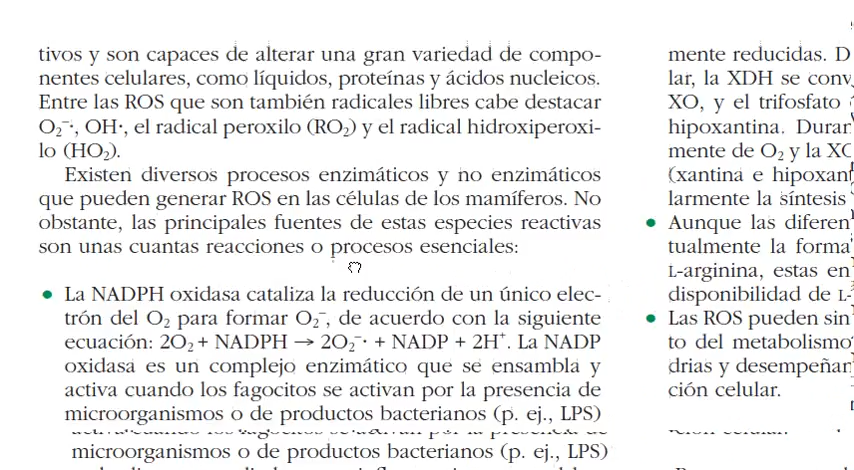 tivos y son capaces de alterar una gran variedad de compo-
nentes celulares, como líquidos, proteínas y ácidos nucleicos.
Entre las ROS que son también radicales libres cabe destacar
O₂⁻·, OH·, el radical peroxilo (RO₂) y el radical hidroxiperoxi-
lo (HO₂).
Existen diversos procesos enzimáticos y no enzimáticos
que pueden generar ROS en las células de los mamíferos. No
obstante, las principales fuentes de estas especies reactivas
son unas cuantas reacciones o procesos esenciales:
• La NADPH oxidasa cataliza la reducción de un único elec-
trón del O₂ para formar O₂⁻, de acuerdo con la siguiente
ecuación: 2O₂ + NADPH → 2O₂⁻· + NADP + 2H⁺. La NADP
oxidasa es un complejo enzimático que se ensambla y
activa cuando los fagocitos se activan por la presencia de
microorganismos o de productos bacterianos (p. ej., LPS)
microorganismos o de productos bacterianos (p. ej., LPS)
mente reducidas. D
lar, la XDH se conv
XO, y el trifosfato
hipoxantina. Duran
mente de O₂ y la XO
(xantina e hipoxant
larmente la síntesis
• Aunque las diferen
tualmente la forma
L-arginina, estas en
disponibilidad de L-
• Las ROS pueden sin
to del metabolismo
drias y desempeñan
ción celular.